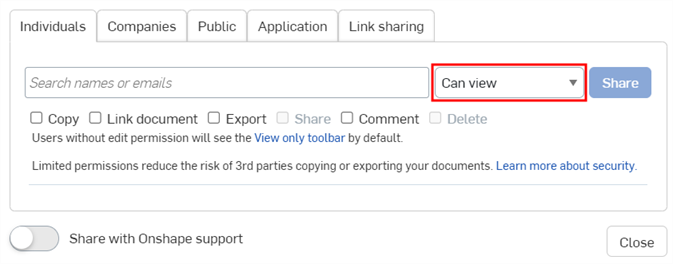 Individuals Companies Public Application Link sharing
Search names or emails Can view Share
Copy Link document Export Share Comment Delete
Users without edit permission will see the View only toolbar by default.
Limited permissions reduce the risk of 3rd parties copying or exporting your documents. Learn more about security.
Share with Onshape support Close